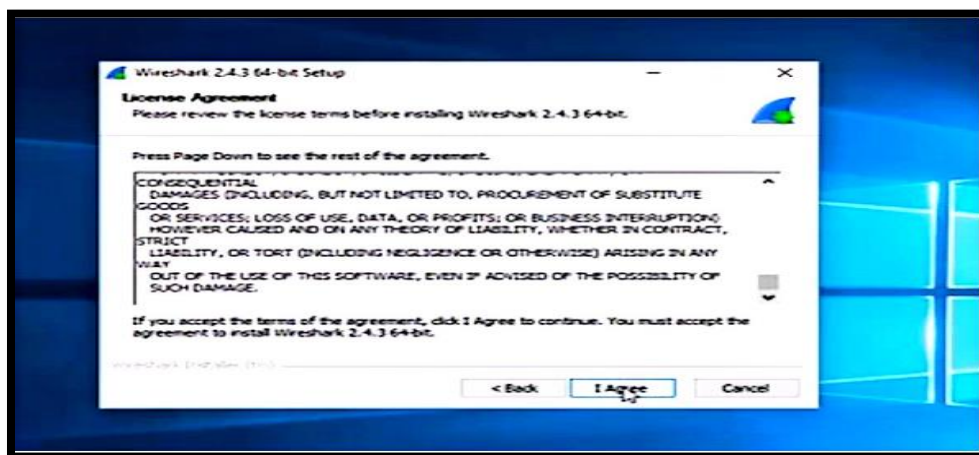 Wireshark 2.4.3 64-bit Setup
License Agreement
Please review the license terms before installing Wireshark 2.4.3 64-bit.
Press Page Down to see the rest of the agreement.
CONSEQUENTIAL
DAMAGES (INCLUDING, BUT NOT LIMITED TO, PROCUREMENT OF SUBSTITUTE
GOODS
OR SERVICES; LOSS OF USE, DATA, OR PROFITS; OR BUSINESS INTERRUPTION)
HOWEVER CAUSED AND ON ANY THEORY OF LIABILITY, WHETHER IN CONTRACT,
STRICT
LIABILITY, OR TORT (INCLUDING NEGLIGENCE OR OTHERWISE) ARISING IN ANY
WAY
OUT OF THE USE OF THIS SOFTWARE, EVEN IF ADVISED OF THE POSSIBILITY OF
SUCH DAMAGE.
If you accept the terms of the agreement, click I Agree to continue. You must accept the
agreement to install Wireshark 2.4.3 64-bit.
Wireshark Installer (tm)
< Back I Agree Cancel